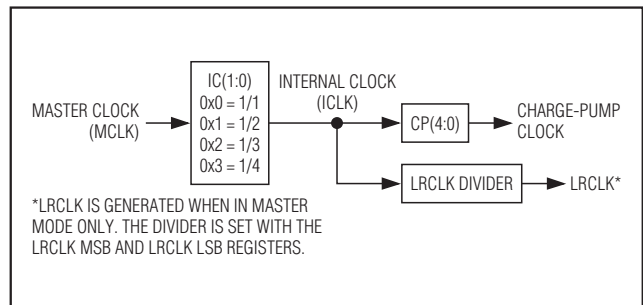 MASTER CLOCK
(MCLK)
IC(1:0)
0x0 = 1/1
0x1 = 1/2
0x2 = 1/3
0x3 = 1/4
INTERNAL CLOCK
(ICLK)
CP(4:0)
CHARGE-PUMP
CLOCK
LRCLK DIVIDER
LRCLK*
*LRCLK IS GENERATED WHEN IN MASTER
MODE ONLY. THE DIVIDER IS SET WITH THE
LRCLK MSB AND LRCLK LSB REGISTERS.